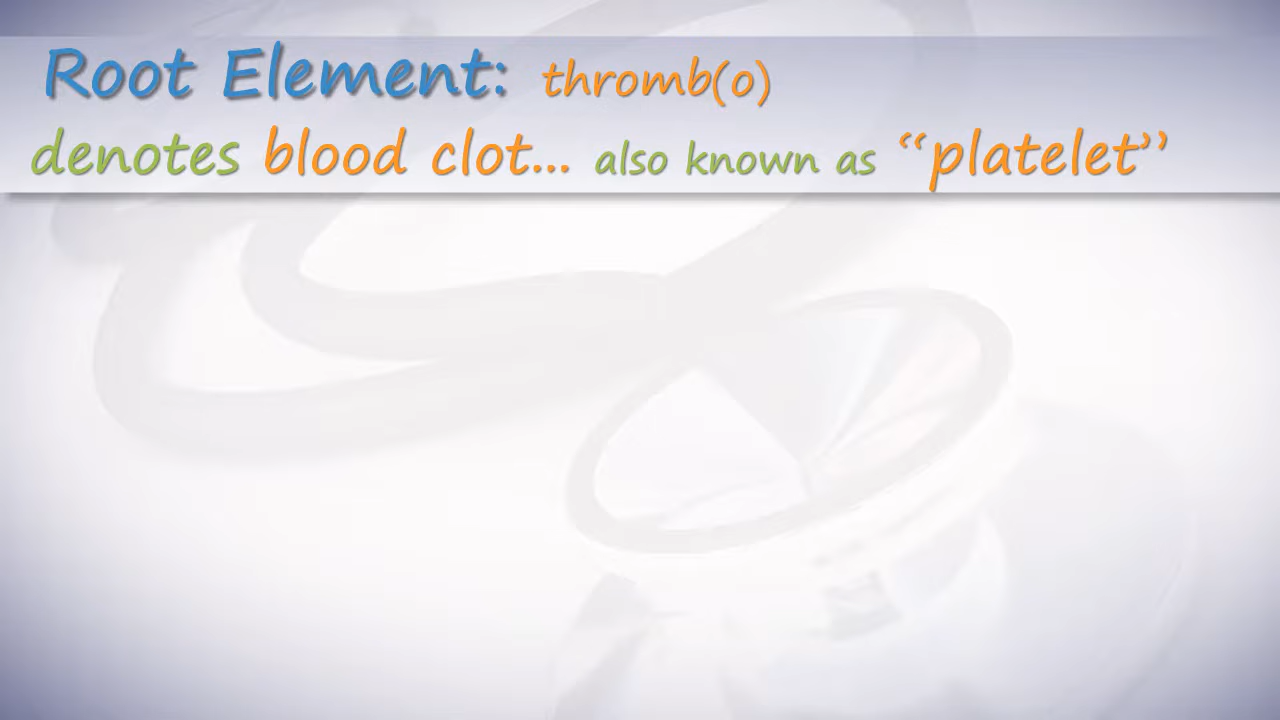 Root Element: thromb(o)
denotes blood clot... also known as “platelet”